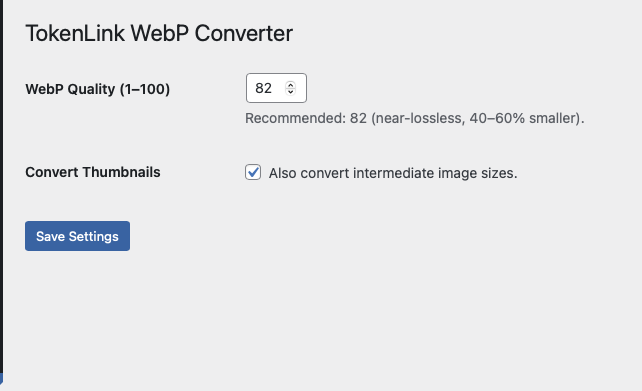 TokenLink WebP Converter
WebP Quality (1–100)
82
Recommended: 82 (near-lossless, 40–60% smaller).
Convert Thumbnails
Also convert intermediate image sizes.
Save Settings